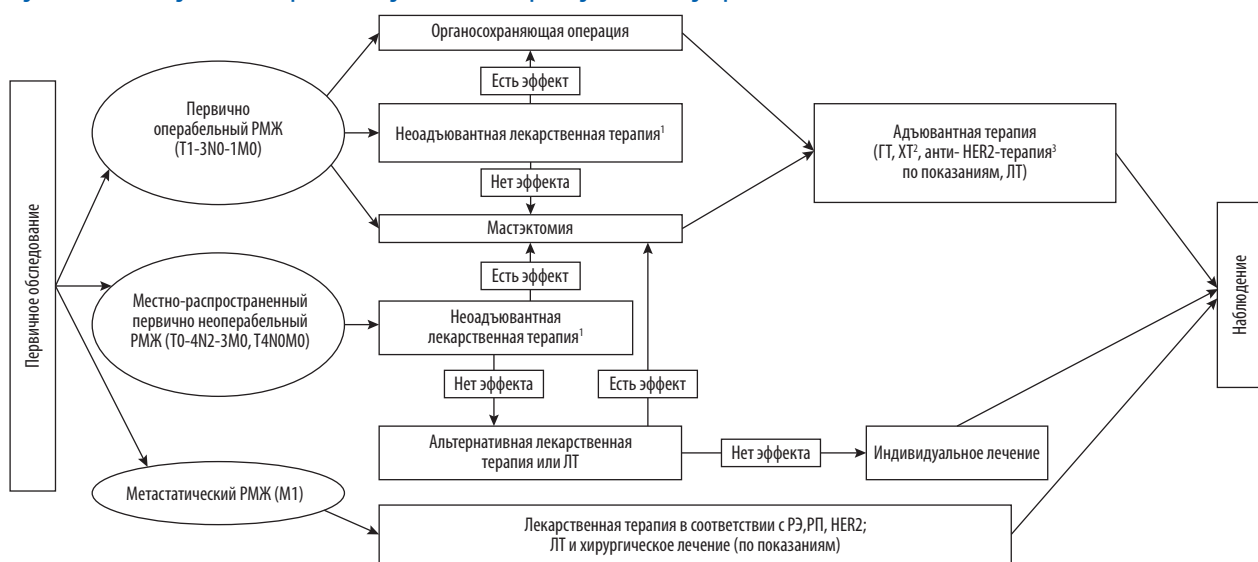 Первичное обследование
Первично
операбельный РМЖ
(T1-3N0-1M0)
Местно-распространенный
первично неоперабельный
РМЖ (T0-4N2-3M0, T4N0M0)
Метастатический РМЖ (M1)
Органосохраняющая операция
Есть эффект
Неоадъювантная лекарственная терапия¹
Нет эффекта
Мастэктомия
Есть эффект
Неоадъювантная
лекарственная терапия¹
Нет эффекта
Есть эффект
Альтернативная лекарственная
терапия или ЛТ
Нет эффекта
Индивидуальное лечение
Лекарственная терапия в соответствии с РЭ,РП, HER2;
ЛТ и хирургическое лечение (по показаниям)
Адъювантная терапия
(ГТ, ХТ², анти- HER2-терапия³
по показаниям, ЛТ)
Наблюдение